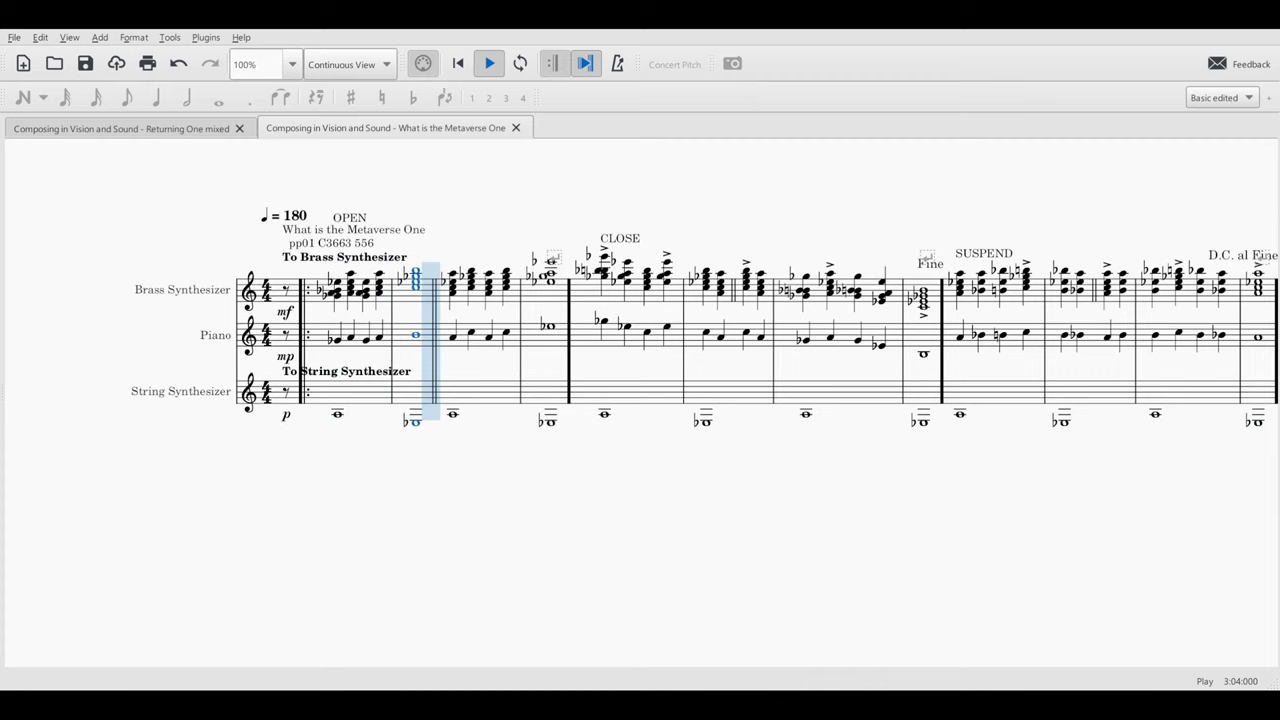 File Edit View Add Format Tools Plugins Help
100% Continuous View Concert Pitch Feedback
1 2 3 4 Basic edited
Composing in Vision and Sound - Returning One mixed Composing in Vision and Sound - What is the Metaverse One
♩ = 180 OPEN
What is the Metaverse One
pp01 C3663 556
To Brass Synthesizer
CLOSE
Fine
SUSPEND
D.C. al Fine
Brass Synthesizer
mf
Piano
mp
To String Synthesizer
String Synthesizer
p
Play 3:04:000